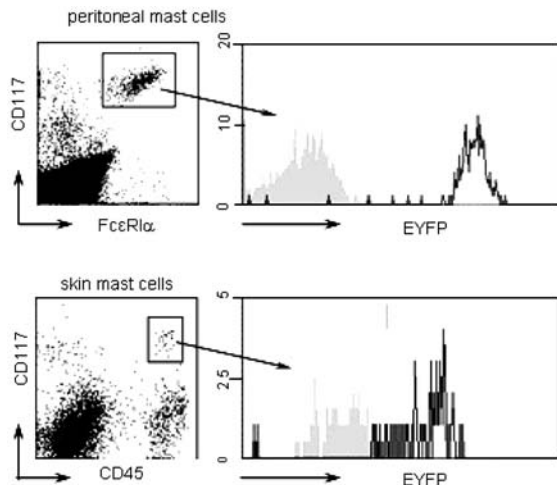 peritoneal mast cells
CD117
FcεRIα
20
10
0
EYFP
skin mast cells
CD117
CD45
5
2.5
0
EYFP